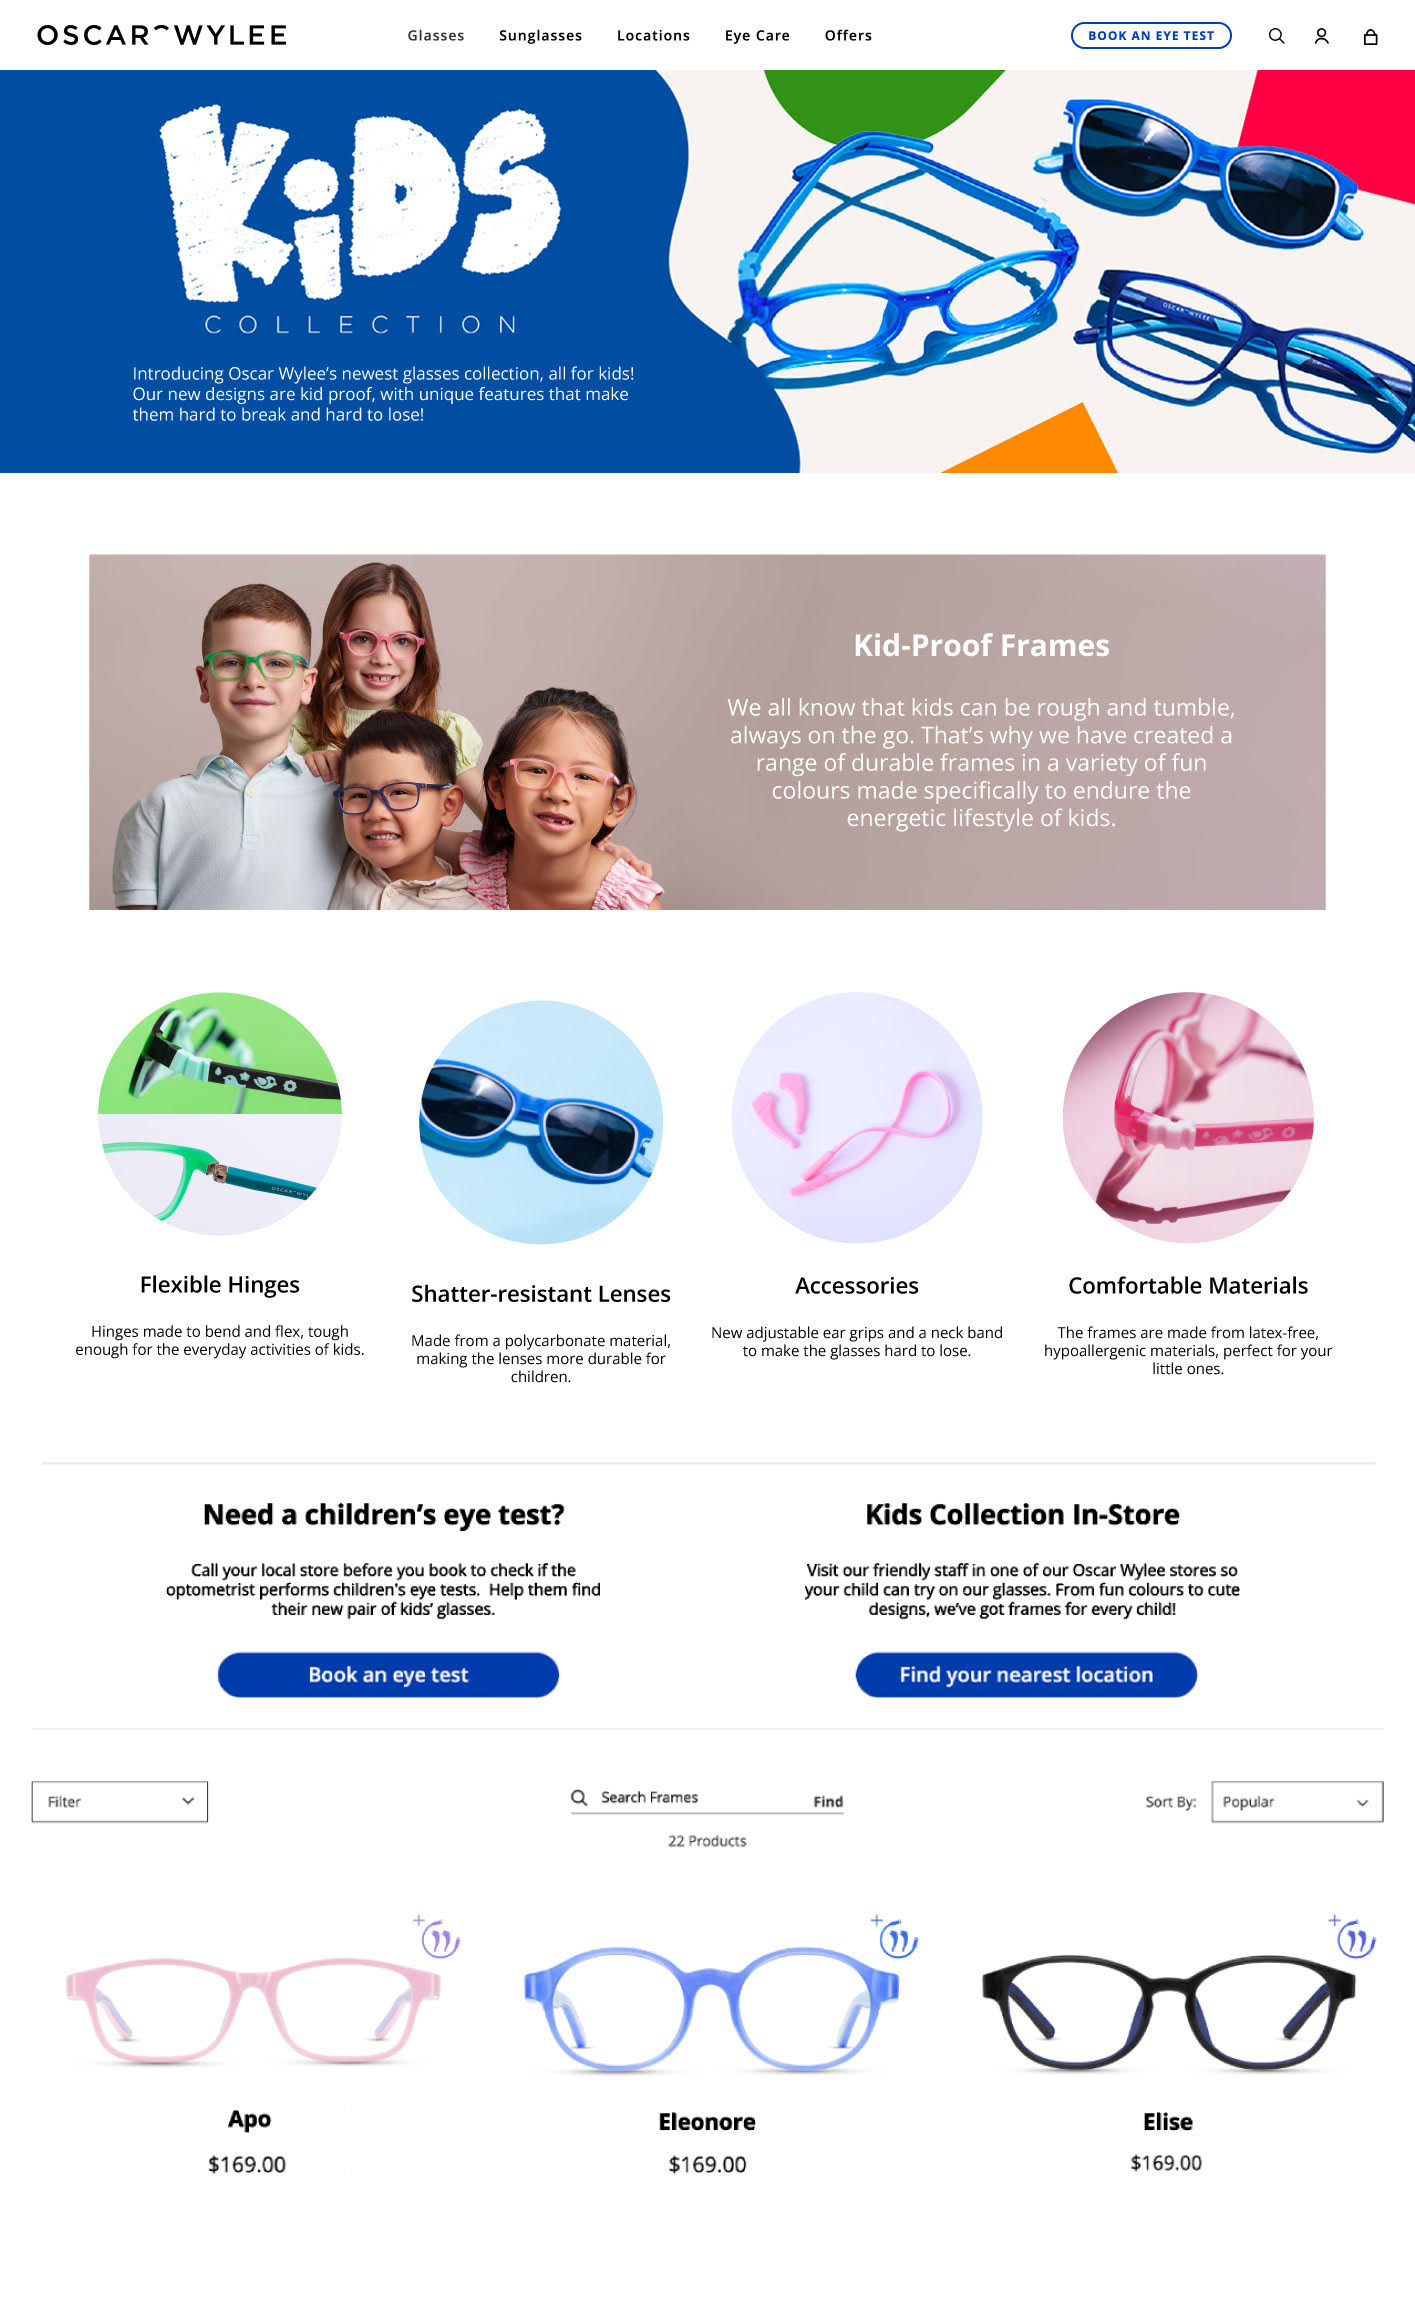 OSCAR⁀WYLEE
Glasses Sunglasses Locations Eye Care Offers BOOK AN EYE TEST
KiDS
COLLECTION
Introducing Oscar Wylee’s newest glasses collection, all for kids!
Our new designs are kid proof, with unique features that make
them hard to break and hard to lose!
OSCAR⁀WYLEE
Kid-Proof Frames
We all know that kids can be rough and tumble,
always on the go. That’s why we have created a
range of durable frames in a variety of fun
colours made specifically to endure the
energetic lifestyle of kids.
Flexible Hinges
Hinges made to bend and flex, tough
enough for the everyday activities of kids.
Shatter-resistant Lenses
Made from a polycarbonate material,
making the lenses more durable for
children.
Accessories
New adjustable ear grips and a neck band
to make the glasses hard to lose.
Comfortable Materials
The frames are made from latex-free,
hypoallergenic materials, perfect for your
little ones.
Need a children’s eye test?
Call your local store before you book to check if the
optometrist performs children's eye tests.  Help them find
their new pair of kids’ glasses.
Book an eye test
Kids Collection In-Store
Visit our friendly staff in one of our Oscar Wylee stores so
your child can try on our glasses. From fun colours to cute
designs, we’ve got frames for every child!
Find your nearest location
Filter
Search Frames Find
Sort By: Popular
22 Products
Apo
$169.00
Eleonore
$169.00
Elise
$169.00